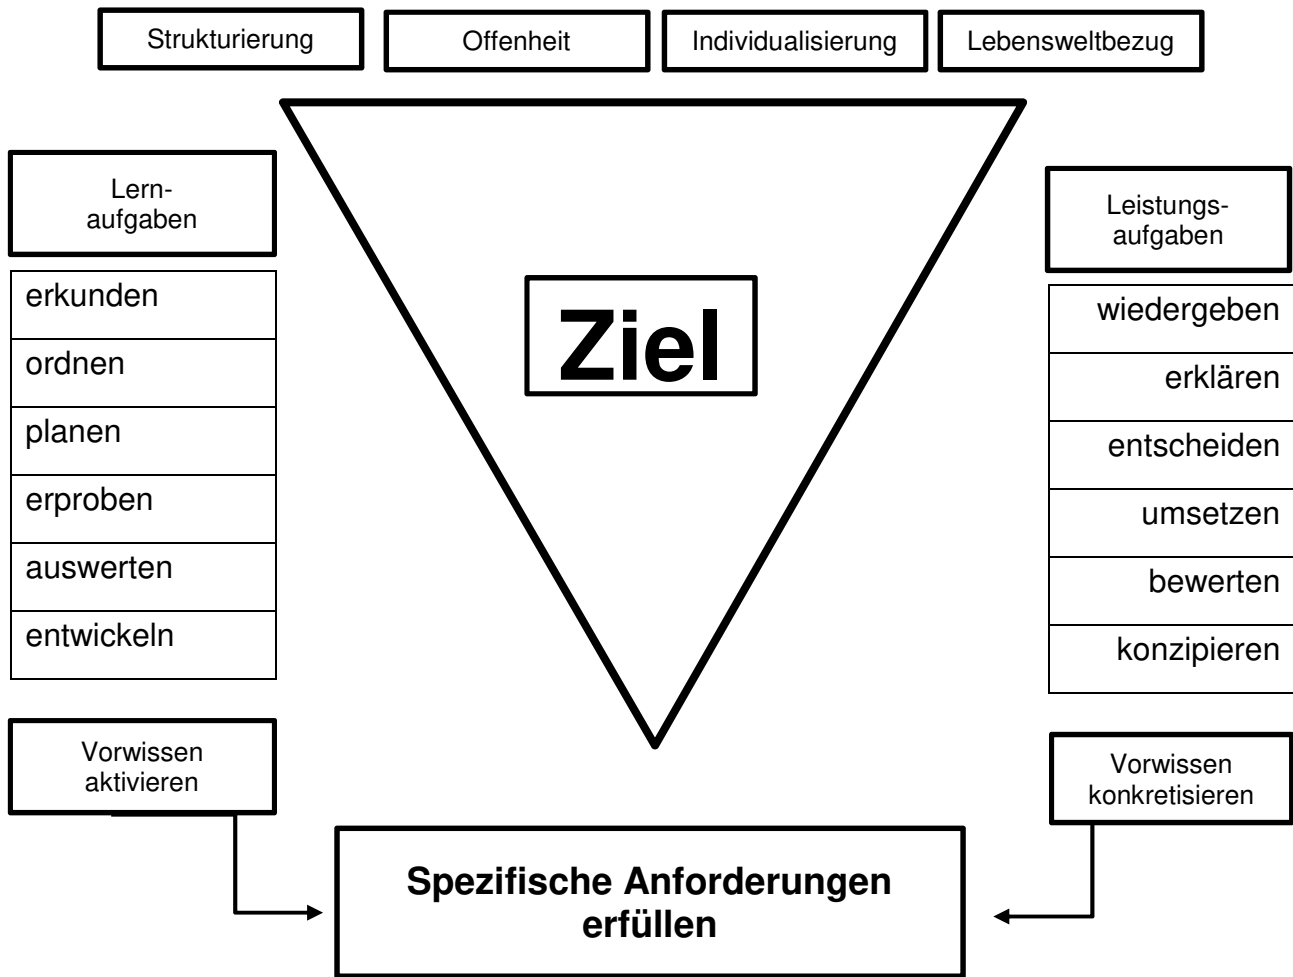 Strukturierung
Offenheit
Individualisierung
Lebensweltbezug
Lern-
aufgaben
erkunden
ordnen
planen
erproben
auswerten
entwickeln
Vorwissen
aktivieren
Ziel
Leistungs-
aufgaben
wiedergeben
erklären
entscheiden
umsetzen
bewerten
konzipieren
Vorwissen
konkretisieren
Spezifische Anforderungen
erfüllen